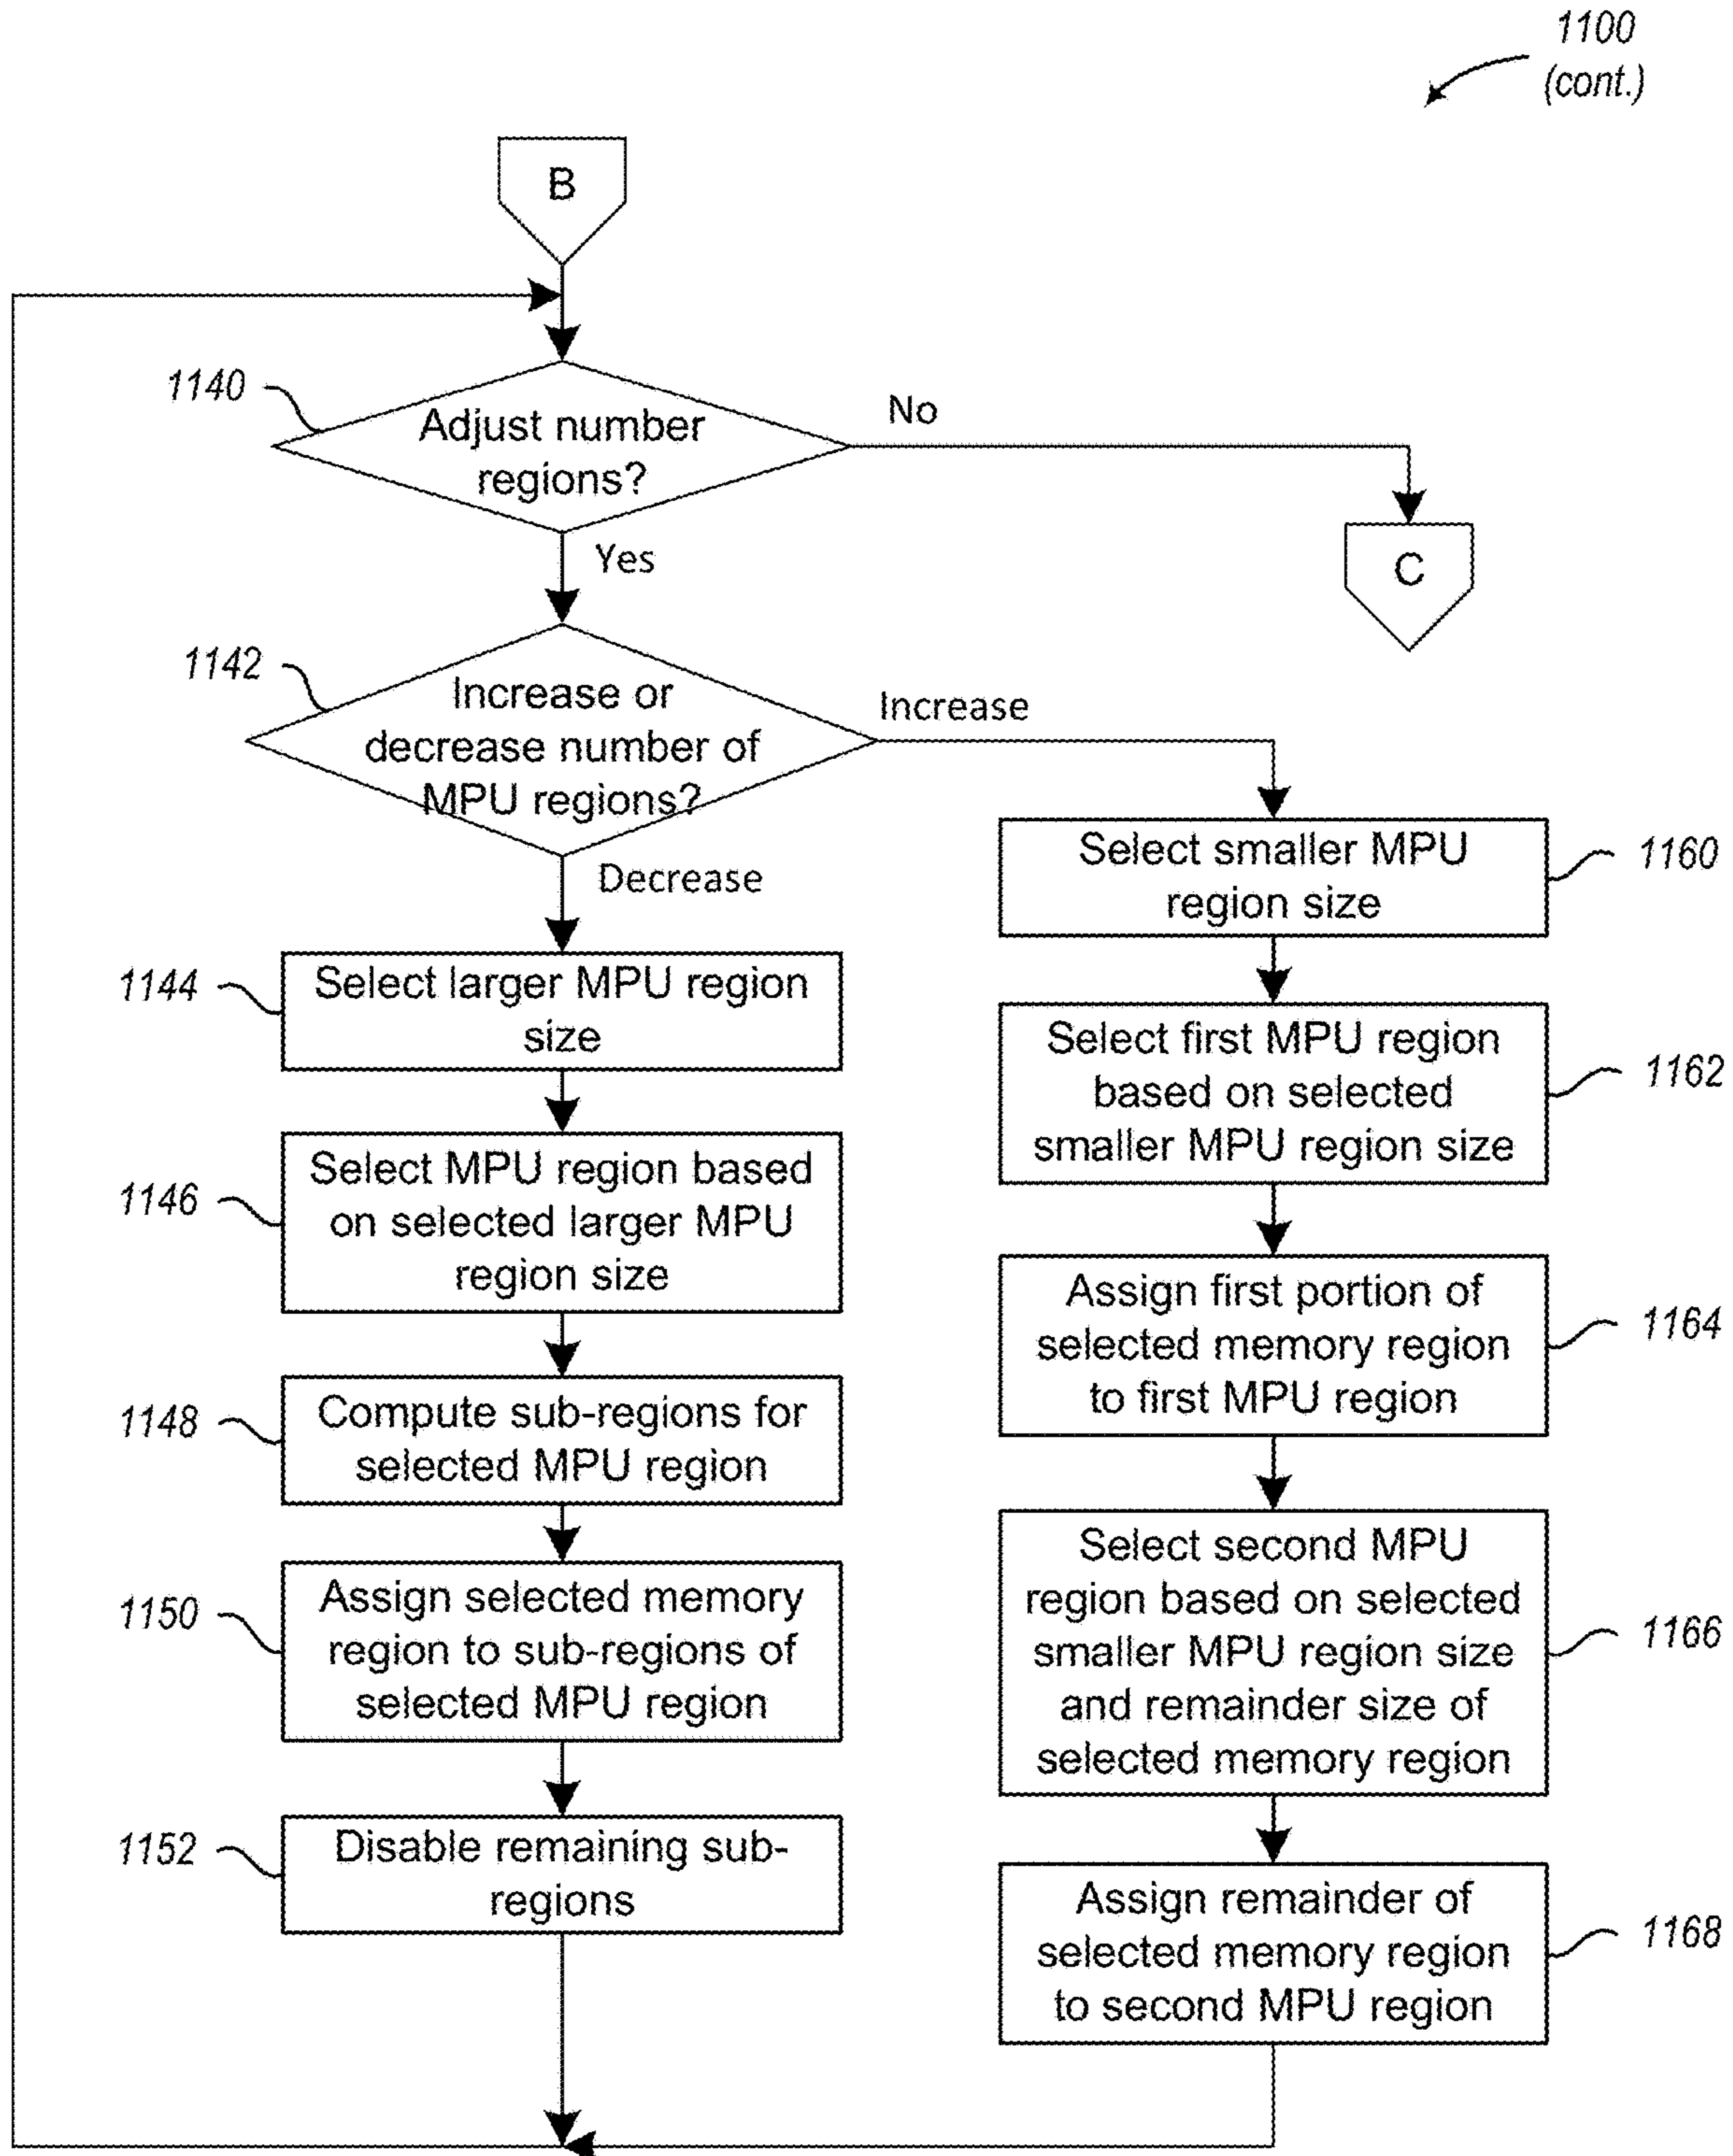 1100
(cont.)
B
1140
Adjust number
regions?
No
Yes
C
1142
Increase or
decrease number of
MPU regions?
Increase
Decrease
1144
Select larger MPU region
size
1146
Select MPU region based
on selected larger MPU
region size
1148
Compute sub-regions for
selected MPU region
1150
Assign selected memory
region to sub-regions of
selected MPU region
1152
Disable remaining sub-
regions
Select smaller MPU
region size
1160
Select first MPU region
based on selected
smaller MPU region size
1162
Assign first portion of
selected memory region
to first MPU region
1164
Select second MPU
region based on selected
smaller MPU region size
and remainder size of
selected memory region
1166
Assign remainder of
selected memory region
to second MPU region
1168